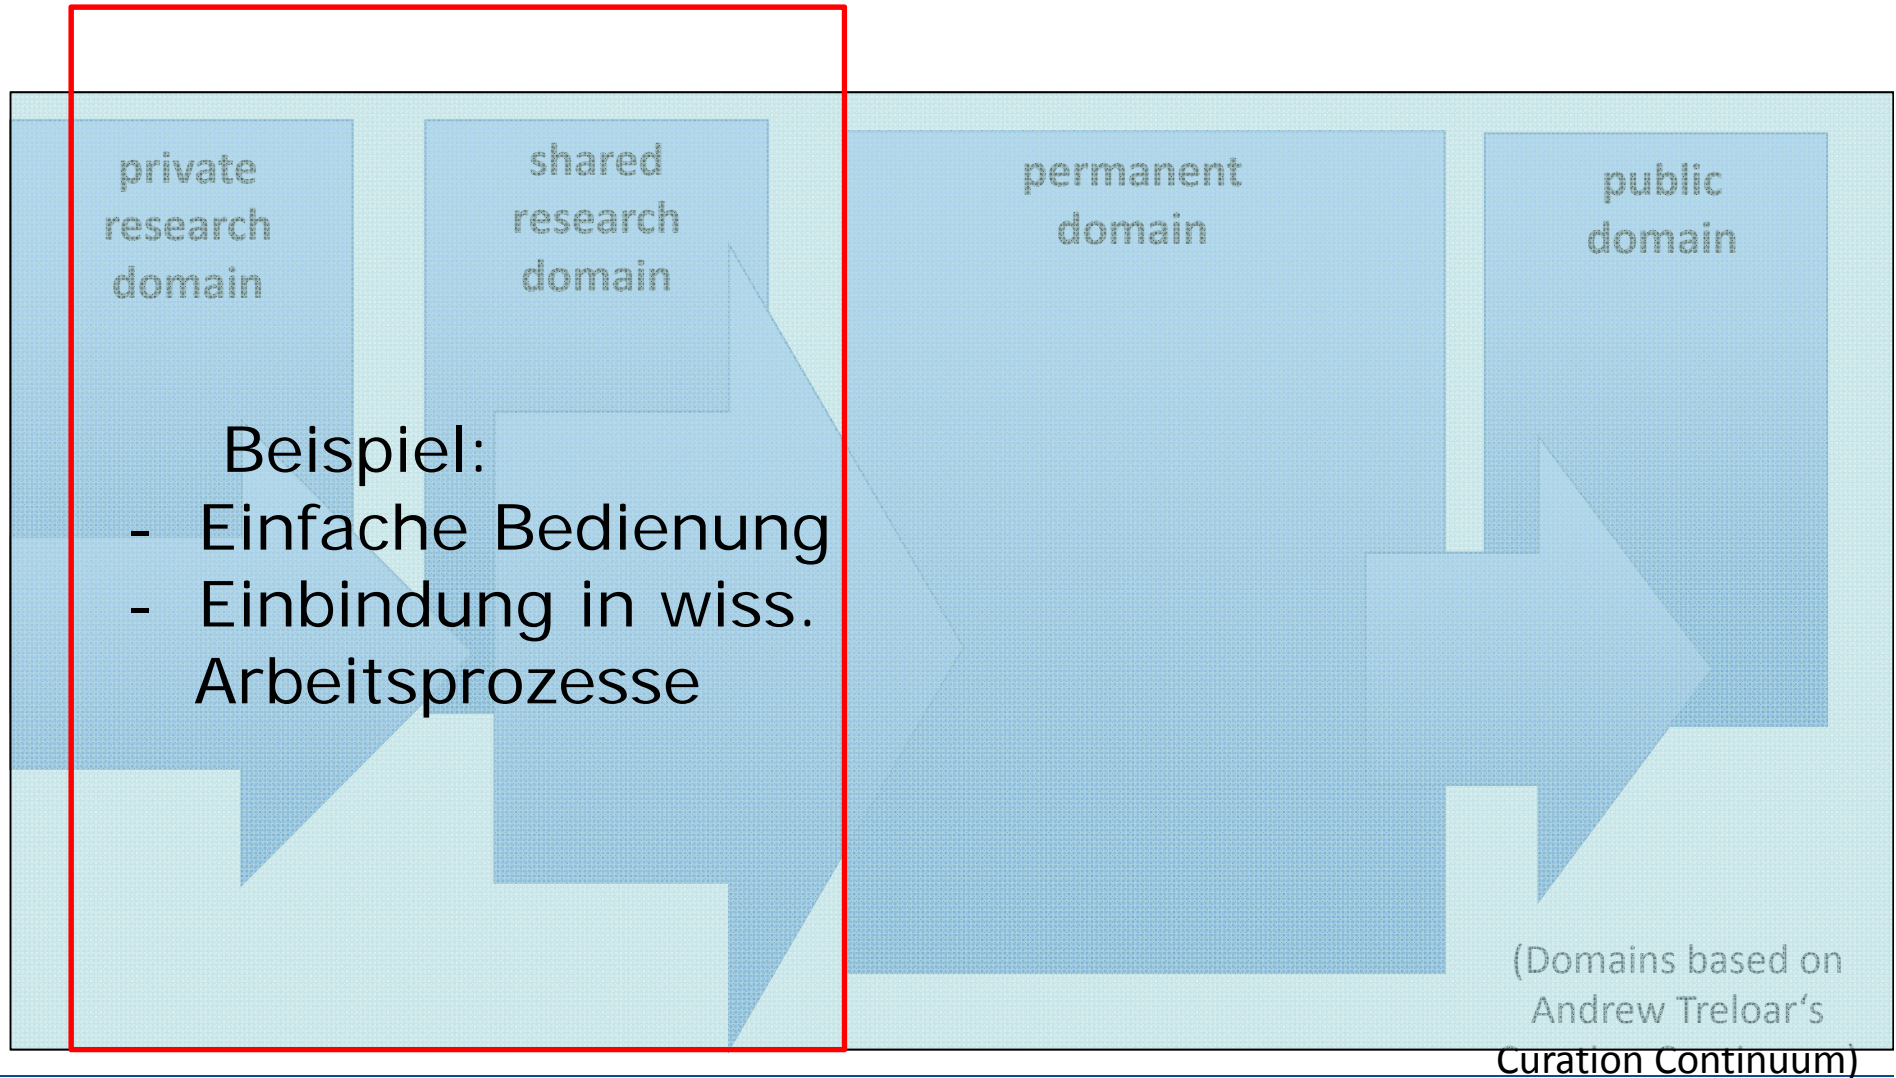 private
research
domain
shared
research
domain
permanent
domain
public
domain
Beispiel:
- Einfache Bedienung
- Einbindung in wiss.
Arbeitsprozesse
(Domains based on
Andrew Treloar‘s
Curation Continuum)